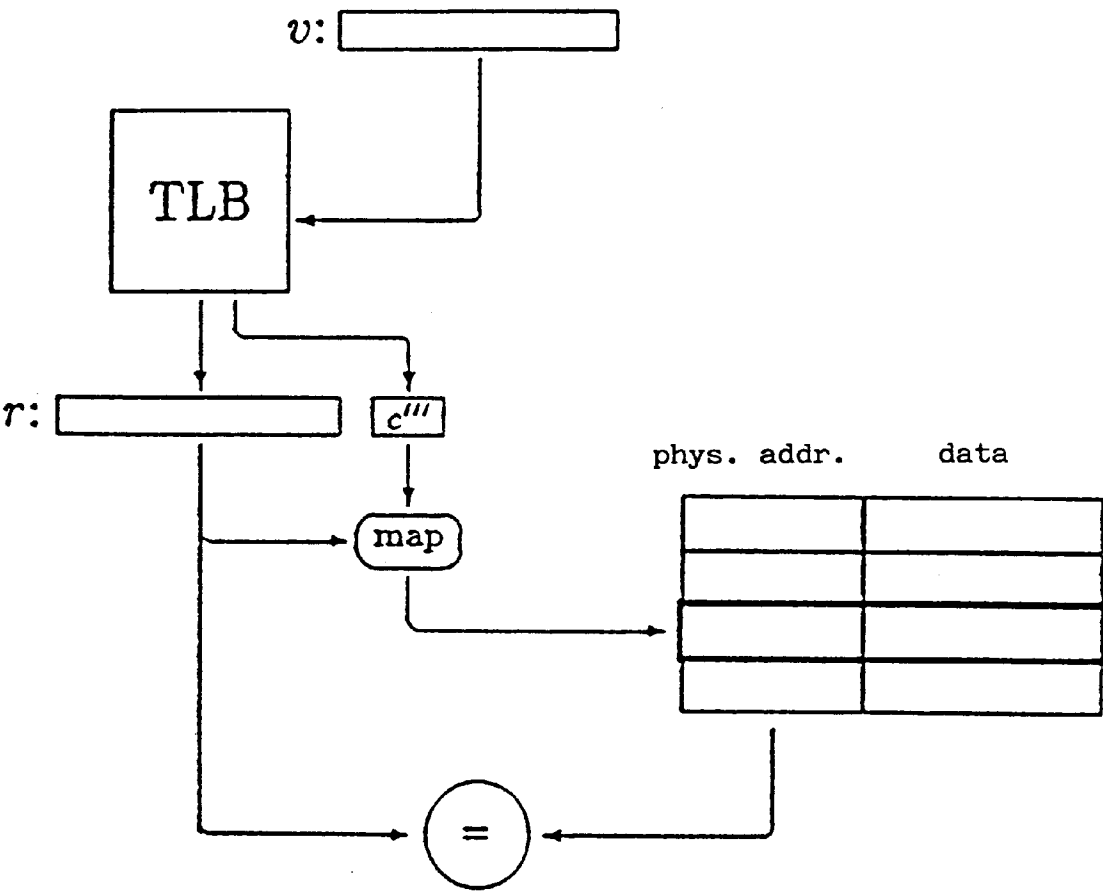 v:
TLB
r:
c'''
phys. addr. data
map
=